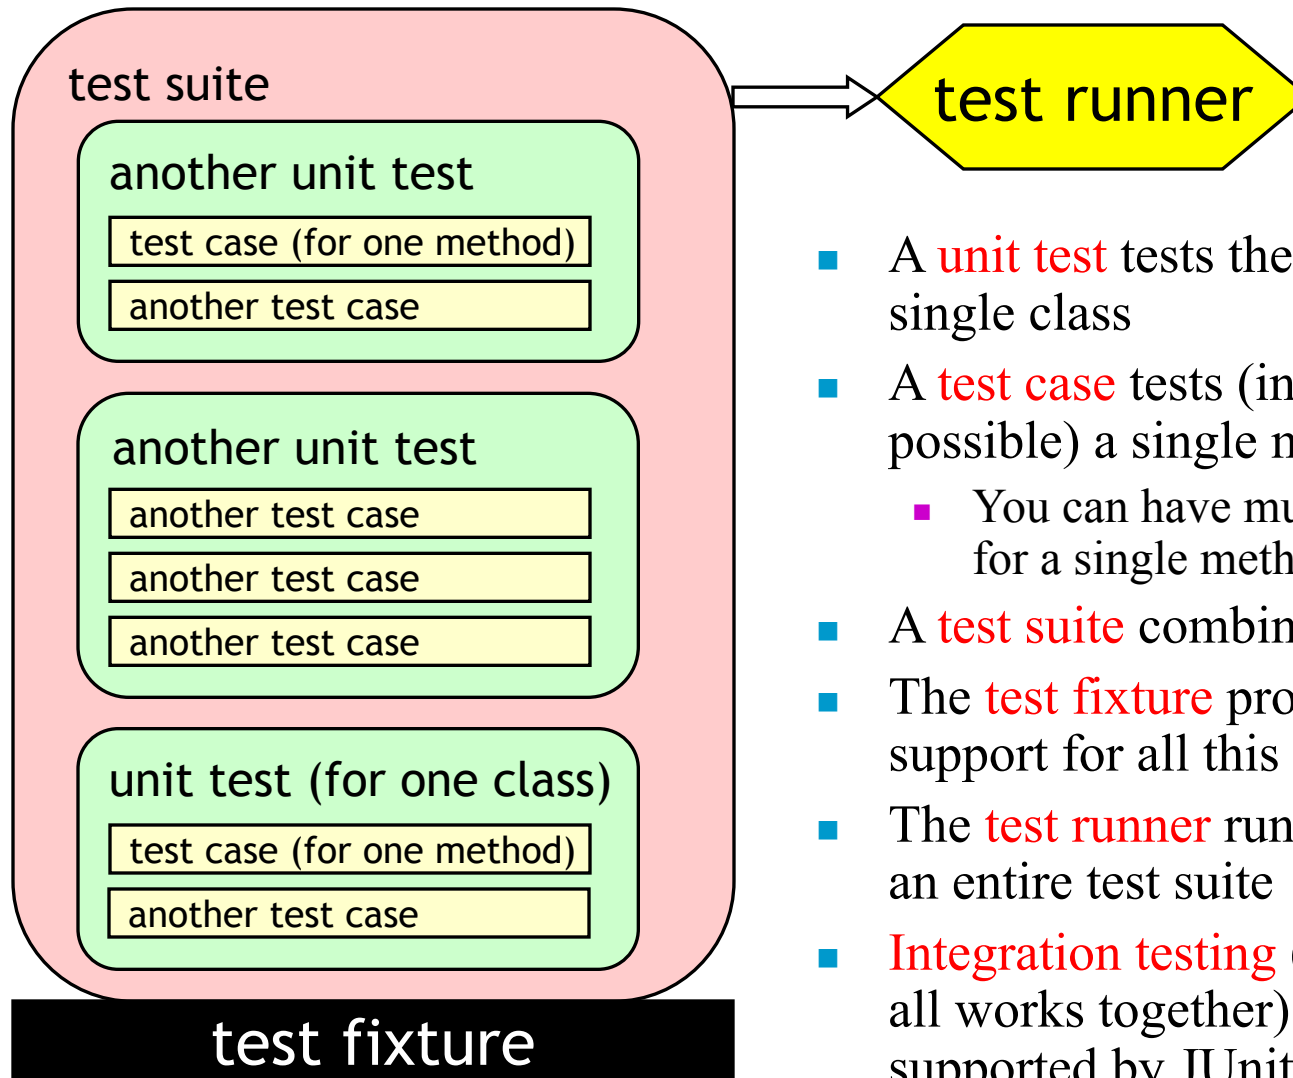 test suite
another unit test
test case (for one method)
another test case
another unit test
another test case
another test case
another test case
unit test (for one class)
test case (for one method)
another test case
test fixture
test runner
A unit test tests the
single class
A test case tests (in
possible) a single
You can have
for a single
A test suite
The test fixture
support for all this
The test runner
an entire test suite
Integration testing
all works together)
supported by JUnit